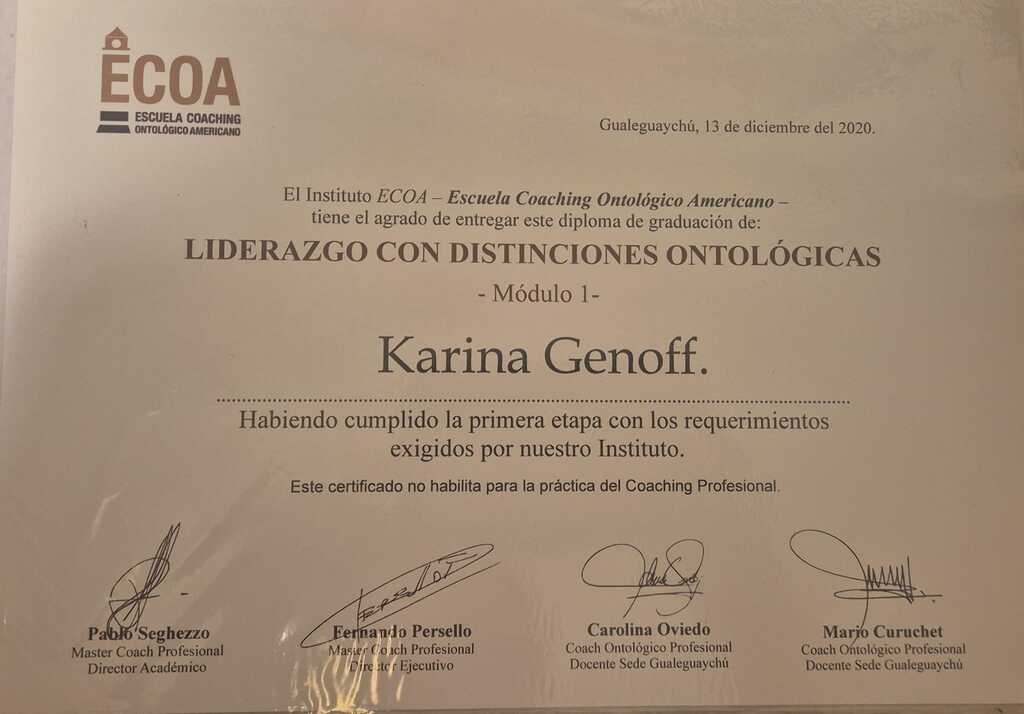 ECOA
ESCUELA COACHING
ONTOLÓGICO AMERICANO
Gualeguaychú, 13 de diciembre del 2020.
El Instituto ECOA – Escuela Coaching Ontológico Americano –
tiene el agrado de entregar este diploma de graduación de:
LIDERAZGO CON DISTINCIONES ONTOLÓGICAS
- Módulo 1-
Karina Genoff.
Habiendo cumplido la primera etapa con los requerimientos
exigidos por nuestro Instituto.
Este certificado no habilita para la práctica del Coaching Profesional.
Pablo Seghezzo
Master Coach Profesional
Director Académico
Fernando Persello
Master Coach Profesional
Director Ejecutivo
Carolina Oviedo
Coach Ontológico Profesional
Docente Sede Gualeguaychú
Mario Curuchet
Coach Ontológico Profesional
Docente Sede Gualeguaychú